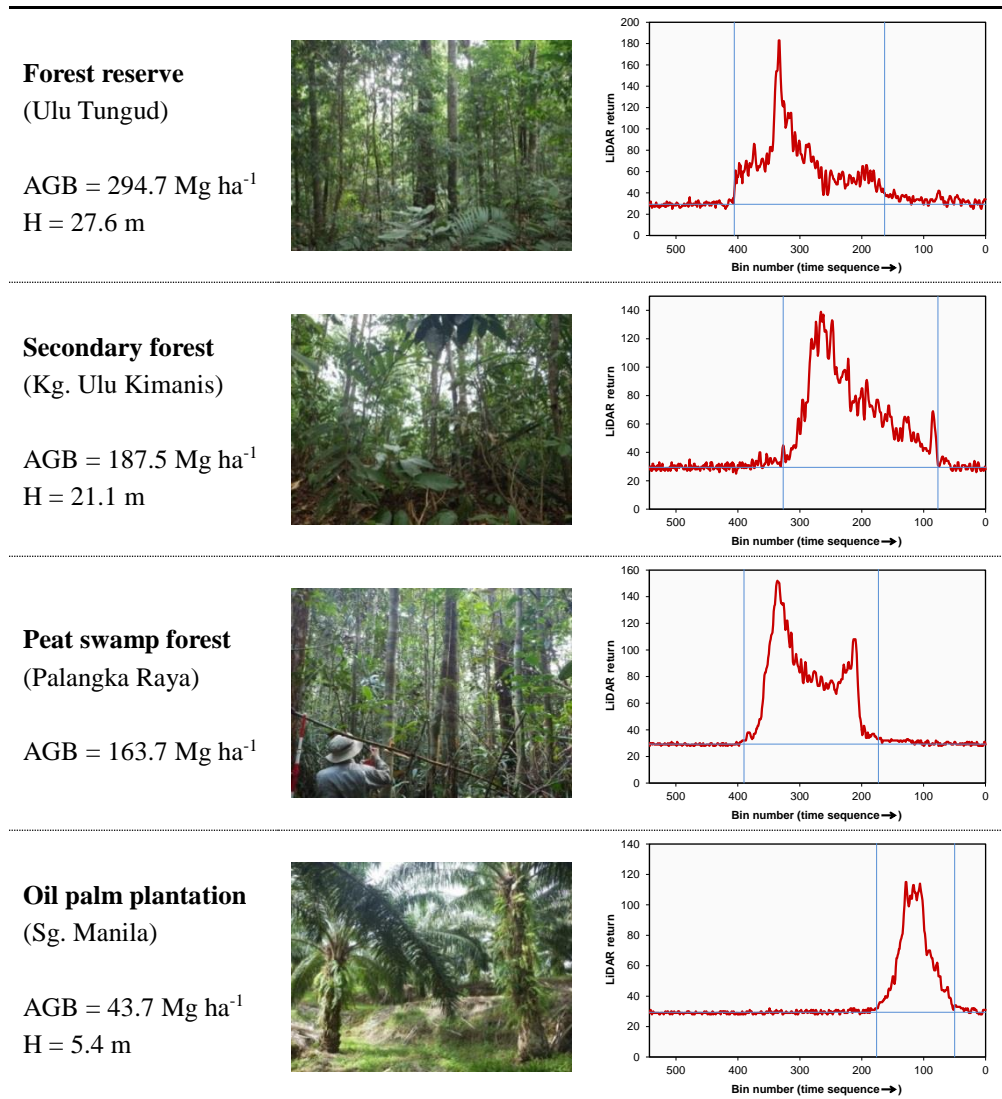 Forest reserve
(Ulu Tungud)
AGB = 294.7 Mg ha-1
H = 27.6 m
LiDAR return
200
180
160
140
120
100
80
60
40
20
0
500 400 300 200 100 0
Bin number (time sequence→)
Secondary forest
(Kg. Ulu Kimanis)
AGB = 187.5 Mg ha-1
H = 21.1 m
LiDAR return
140
120
100
80
60
40
20
0
500 400 300 200 100 0
Bin number (time sequence→)
Peat swamp forest
(Palangka Raya)
AGB = 163.7 Mg ha-1
LiDAR return
160
140
120
100
80
60
40
20
0
500 400 300 200 100 0
Bin number (time sequence→)
Oil palm plantation
(Sg. Manila)
AGB = 43.7 Mg ha-1
H = 5.4 m
LiDAR return
140
120
100
80
60
40
20
0
500 400 300 200 100 0
Bin number (time sequence→)